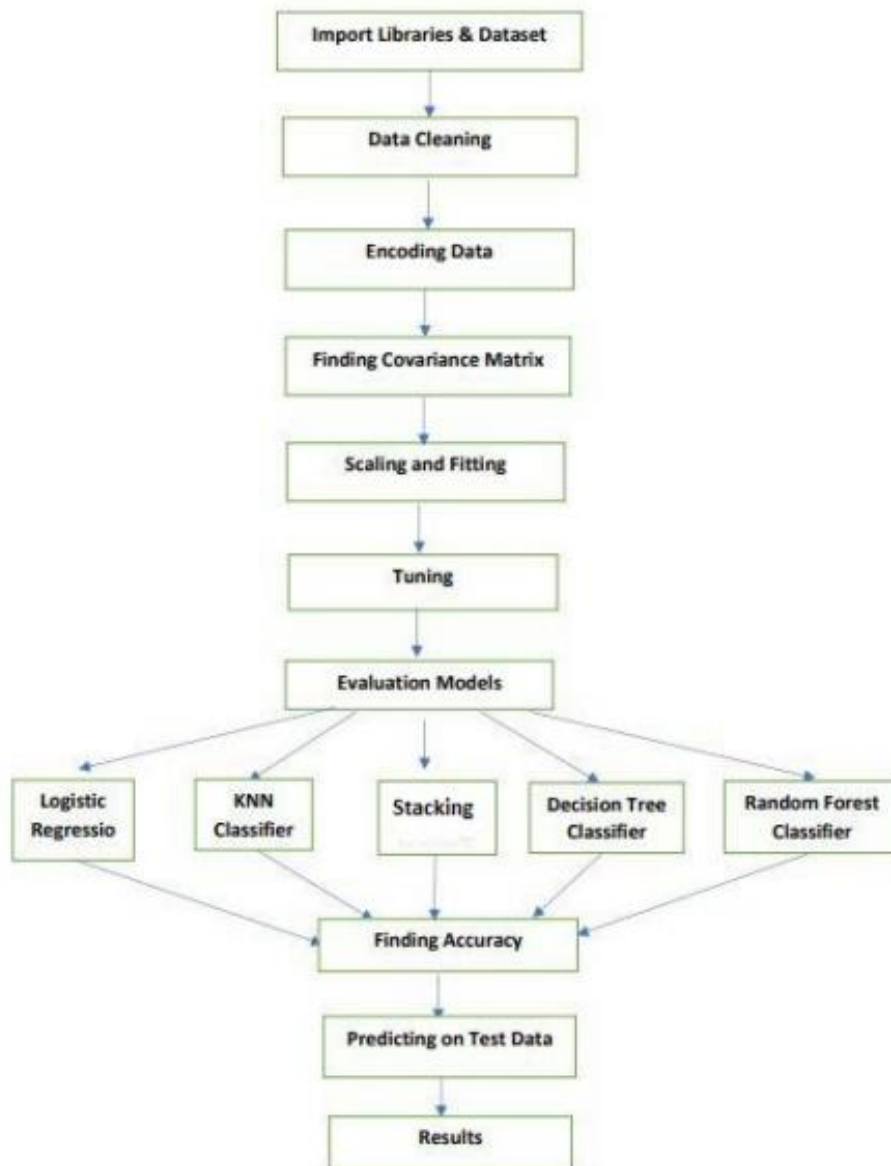 Import Libraries & Dataset
Data Cleaning
Encoding Data
Finding Covariance Matrix
Scaling and Fitting
Tuning
Evaluation Models
Logistic
Regressio
KNN
Classifier
Stacking
Decision Tree
Classifier
Random Forest
Classifier
Finding Accuracy
Predicting on Test Data
Results